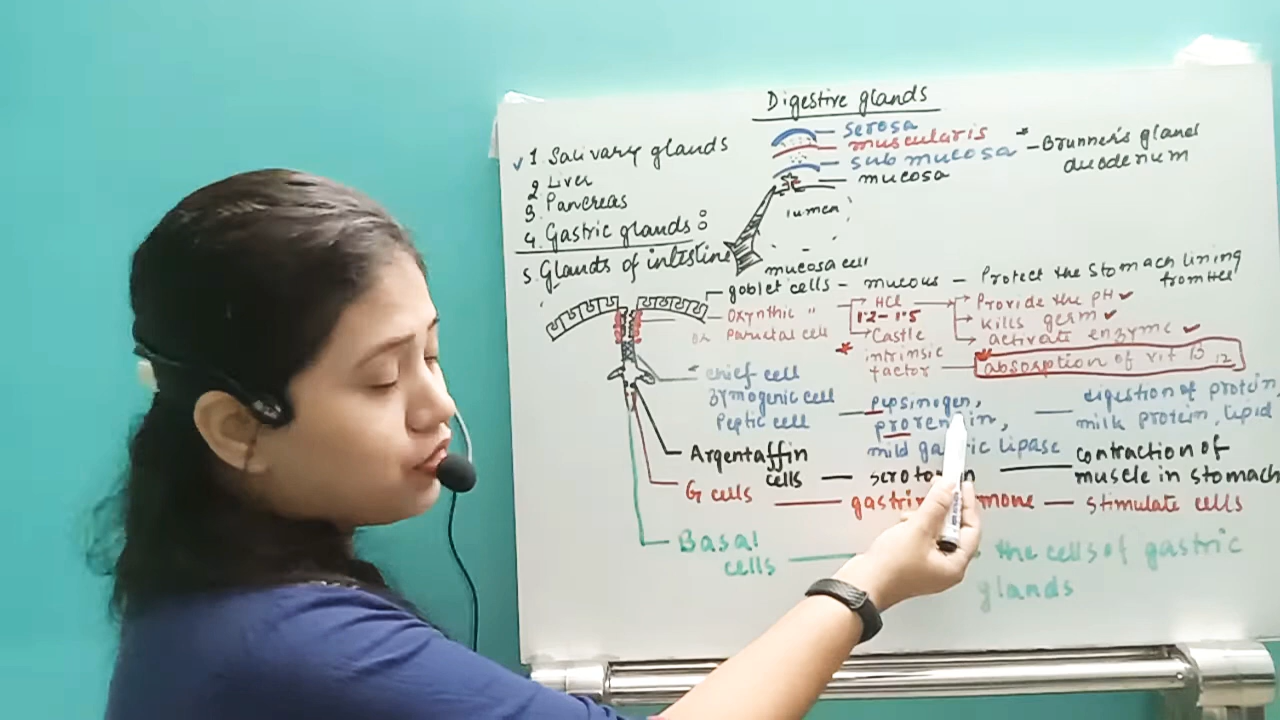 Digestive glands
1. Salivary glands
2 Liver
3. Pancreas
4. Gastric glands
5. Glands of intestine
serosa
muscularis
sub mucosa
mucosa
lumen
* - Brunner's gland
duodenum
mucosa cell
goblet cells - mucous - Protect the stomach lining
from Hcl
Oxynthic "
or Parietal cell
HCl
1.2-1.5
Castle
intrinsic
factor
Provide the pH
kills germ
activate enzyme
absorption of vit B12
chief cell
Zymogenic cell
Peptic cell
pepsinogen,
mild gastric lipase
digestion of protein,
milk protein, lipid
Argentaffin
cells
contraction of
muscle in stomach
G cells
stimulate cells
Basal
cells
the cells of gastric
glands